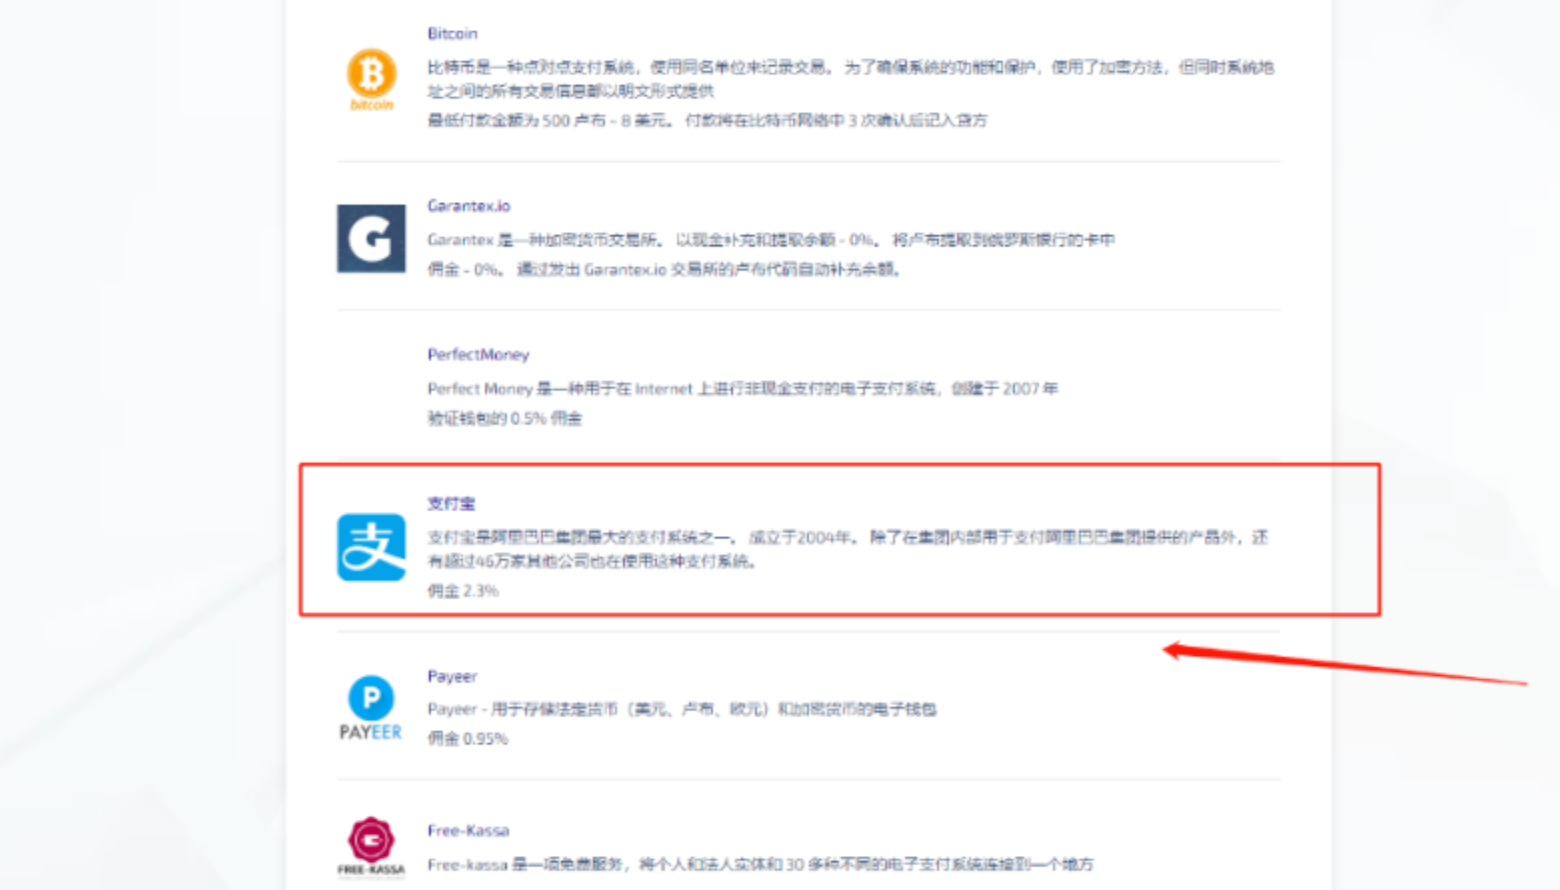 Bitcoin
比特币是一种点对点支付系统，使用同名单位来记录交易。 为了确保系统的功能和保护，使用了加密方法，但同时系统地
址之间的所有交易信息都以明文形式提供
bitcoin
最低付款金额为 500 卢布 - 8 美元。 付款将在比特币网络中 3 次确认后记入贷方
Garantex.io
G
Garantex 是一种加密货币交易所。 以现金补充和提取余额 - 0%。 将卢布提取到俄罗斯银行的卡中
佣金 - 0%。 通过发出 Garantex.io 交易所的卢布代码自动补充余额。
PerfectMoney
Perfect Money 是一种用于在 Internet 上进行非现金支付的电子支付系统，创建于 2007 年
验证钱包的 0.5% 佣金
支付宝
支
支付宝是阿里巴巴集团最大的支付系统之一。 成立于2004年。 除了在集团内部用于支付阿里巴巴集团提供的产品外，还
有超过46万家其他公司也在使用这种支付系统。
佣金 2.3%
Payeer
P
PAYEER
Payeer - 用于存储法定货币（美元、卢布、欧元）和加密货币的电子钱包
佣金 0.95%
Free-Kassa
FREE-KASSA
Free-kassa 是一项免费服务，将个人和法人实体和 30 多种不同的电子支付系统连接到一个地方